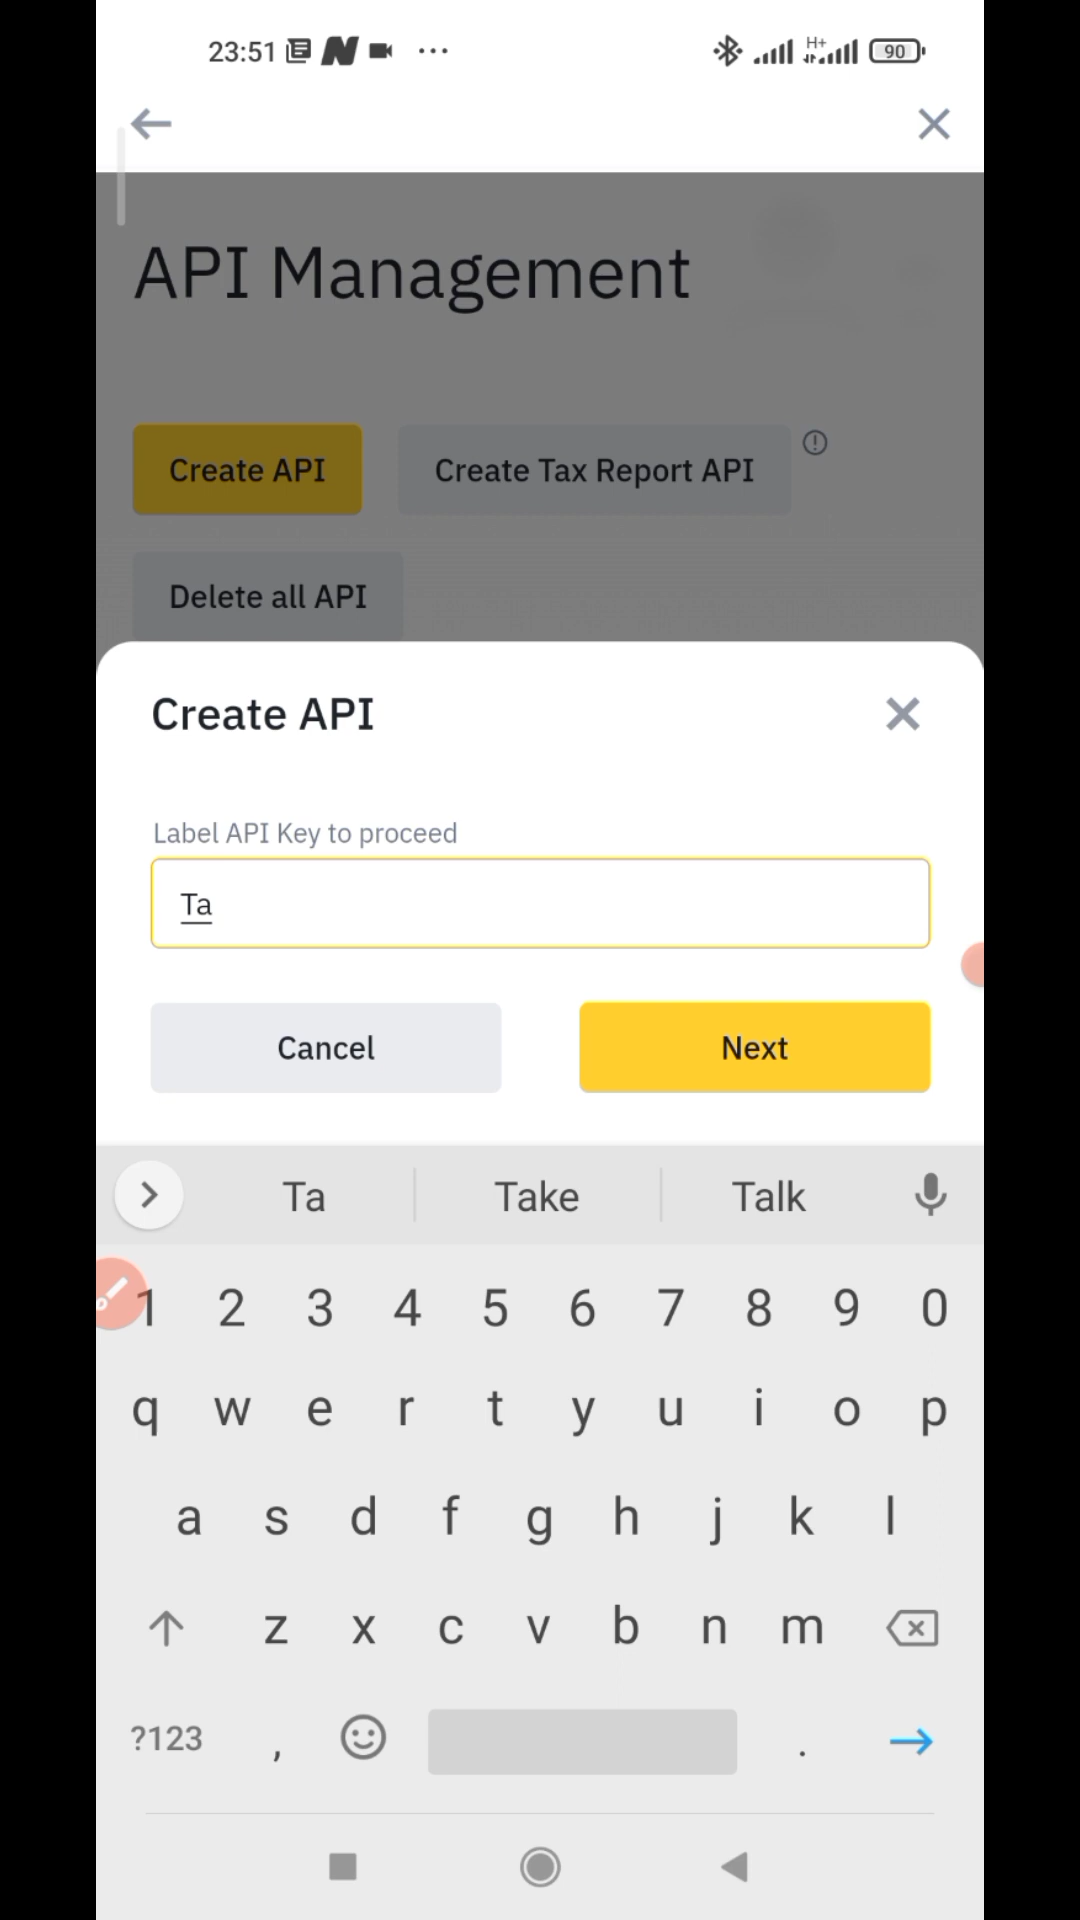 23:51 H+ 90
API Management
Create API Create Tax Report API
Delete all API
Create API
Label API Key to proceed
Ta
Cancel Next
Ta Take Talk
1 2 3 4 5 6 7 8 9 0
q w e r t y u i o p
a s d f g h j k l
z x c v b n m
?123 , .